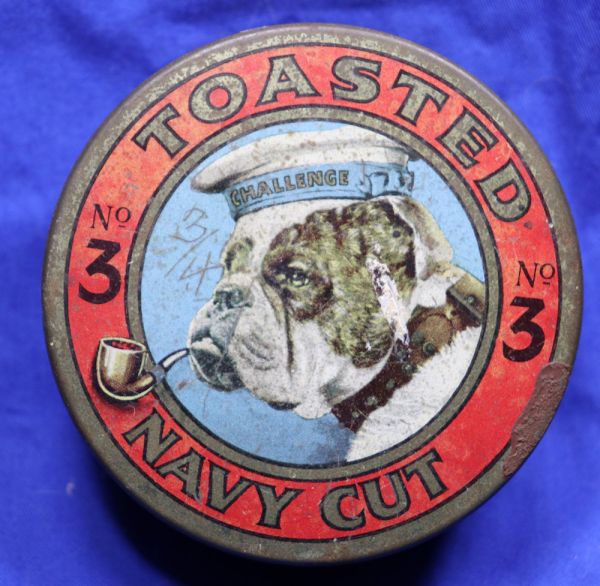 TOASTED
CHALLENGE
3/4
No
3
No
3
NAVY CUT